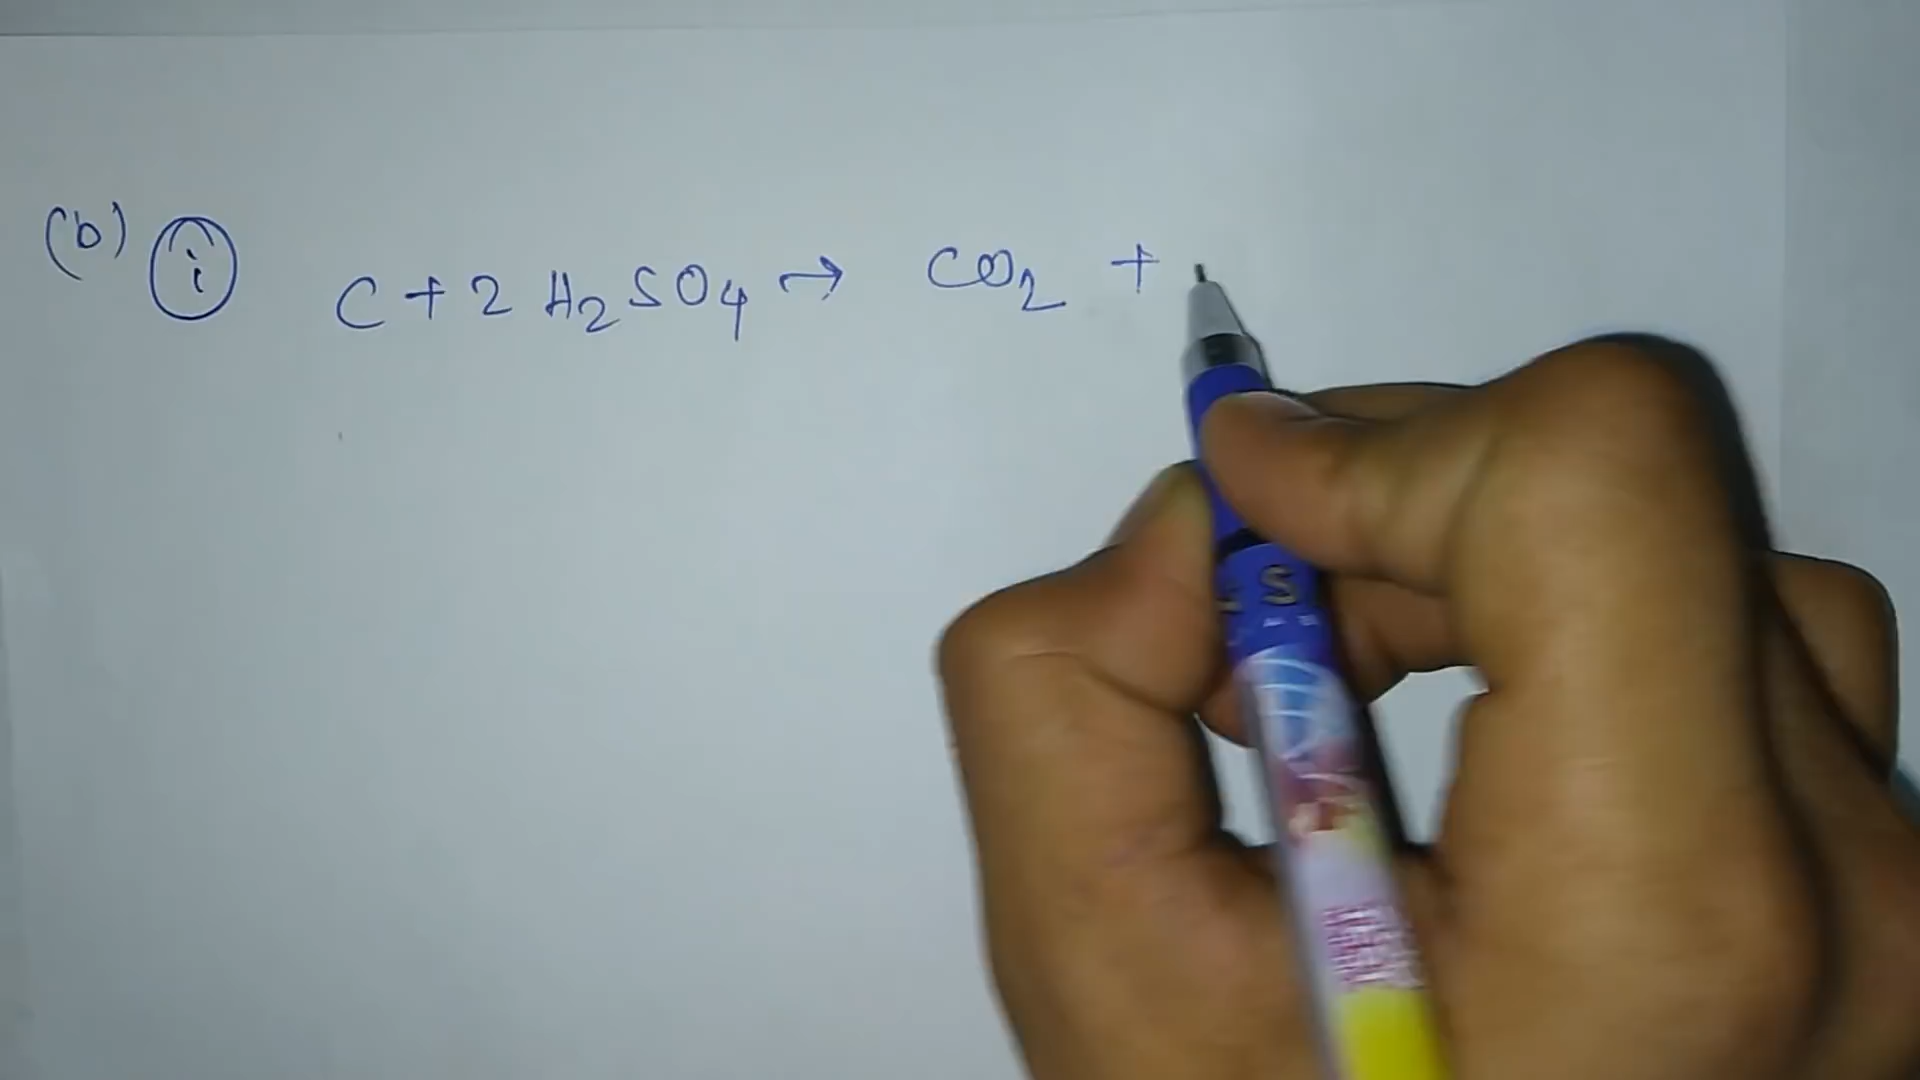 (b) i C + 2 H₂SO₄ → CO₂ +
S